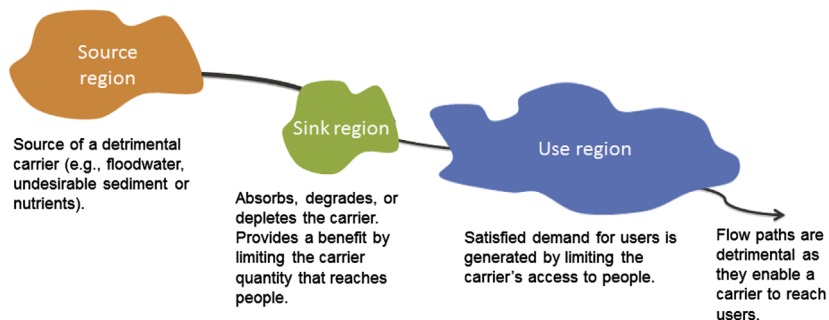 Source
region
Sink region
Use region
Source of a detrimental
carrier (e.g., floodwater,
undesirable sediment or
nutrients).
Absorbs, degrades, or
depletes the carrier.
Provides a benefit by
limiting the carrier
quantity that reaches
people.
Satisfied demand for users is
generated by limiting the
carrier’s access to people.
Flow paths are
detrimental as
they enable a
carrier to reach
users.